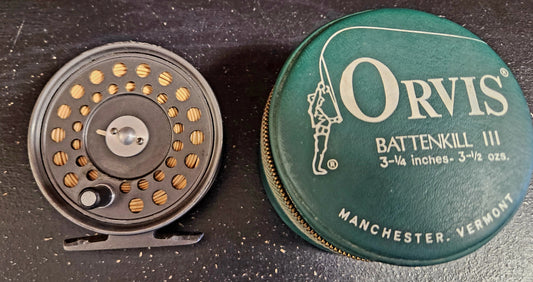 ORVIS®
BATTENKILL III
3-¼ inches - 3-½ ozs.
®
MANCHESTER, VERMONT